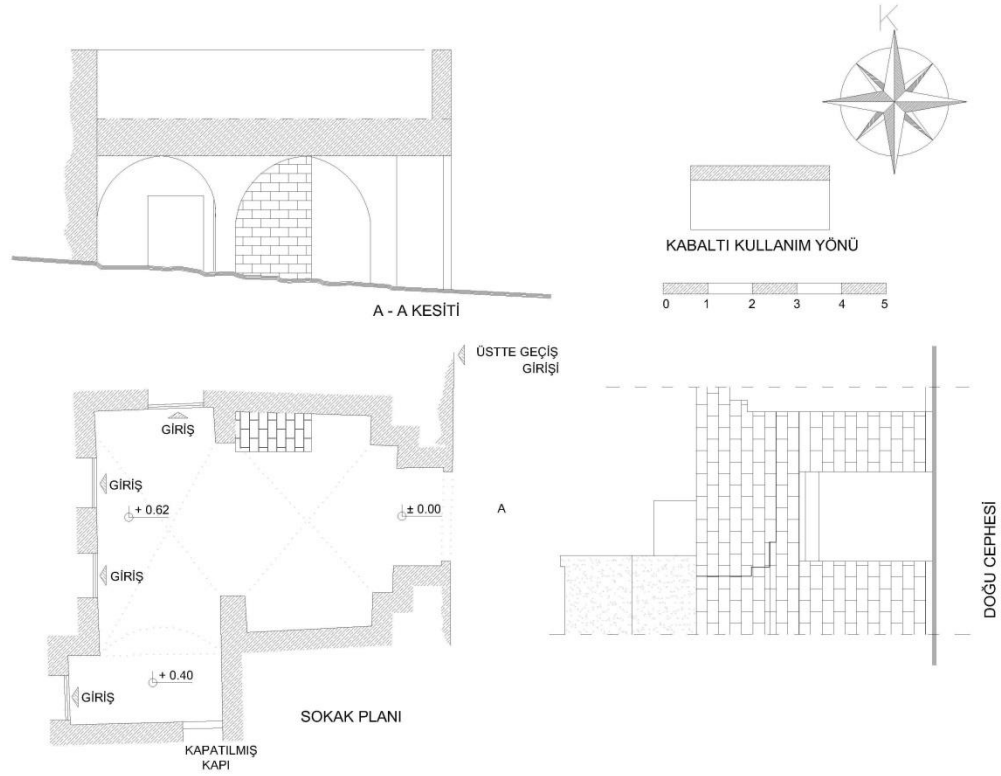 K
KABALTI KULLANIM YÖNÜ
0 1 2 3 4 5
A - A KESİTİ
ÜSTTE GEÇİŞ
GİRİŞİ
GİRİŞ
GİRİŞ
+ 0.62
± 0.00
A
GİRİŞ
+ 0.40
GİRİŞ
SOKAK PLANI
KAPATILMIŞ
KAPI
DOĞU CEPHESİ